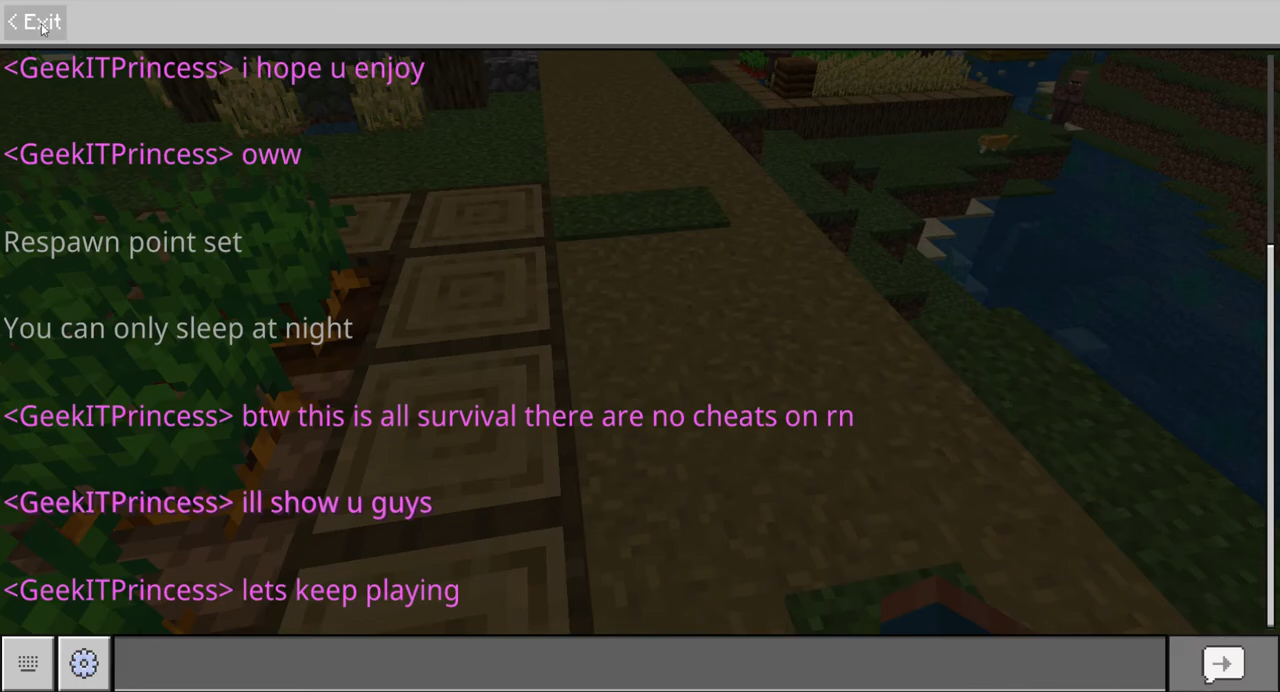 < Exit
<GeekITPrincess> i hope u enjoy
<GeekITPrincess> oww
Respawn point set
You can only sleep at night
<GeekITPrincess> btw this is all survival there are no cheats on rn
<GeekITPrincess> ill show u guys
<GeekITPrincess> lets keep playing